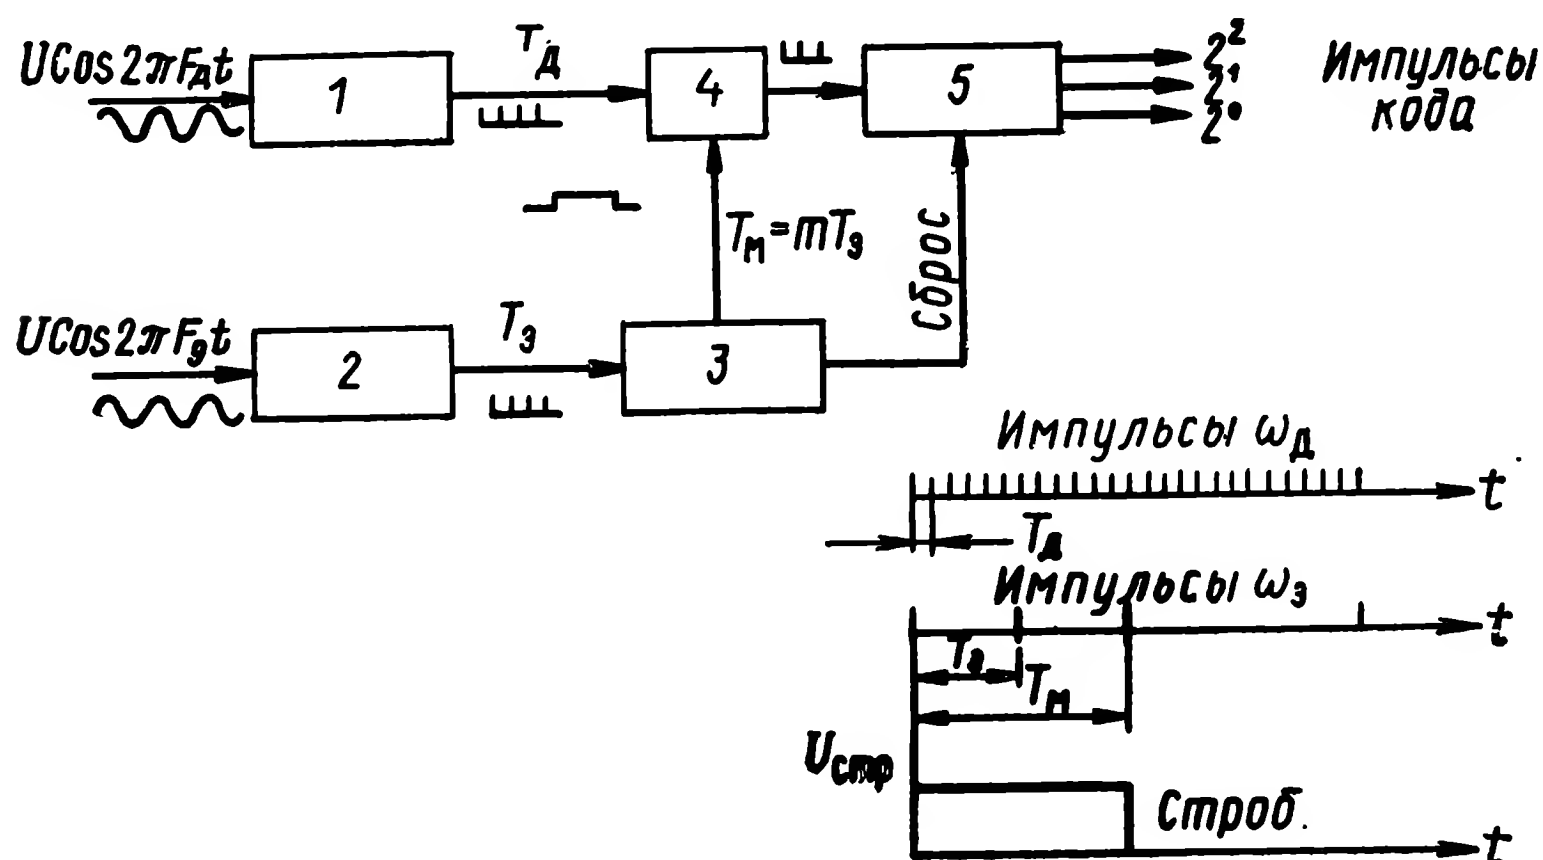 UCos2πFдt
1
Tд
4
5
2²
2¹
2⁰
Импульсы
кода
Tм=mTэ
Сброс
UCos2πFэt
2
Tэ
3
Импульсы ωд
t
Tд
Импульсы ωэ
t
Tэ
Tм
Uстр
Строб.
t